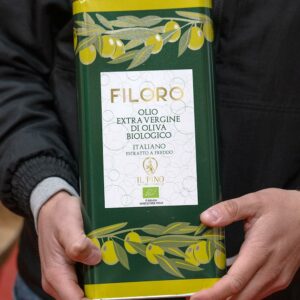 FILORO
OLIO
EXTRA VERGINE
DI OLIVA
BIOLOGICO
ITALIANO
ESTRATTO A FREDDO